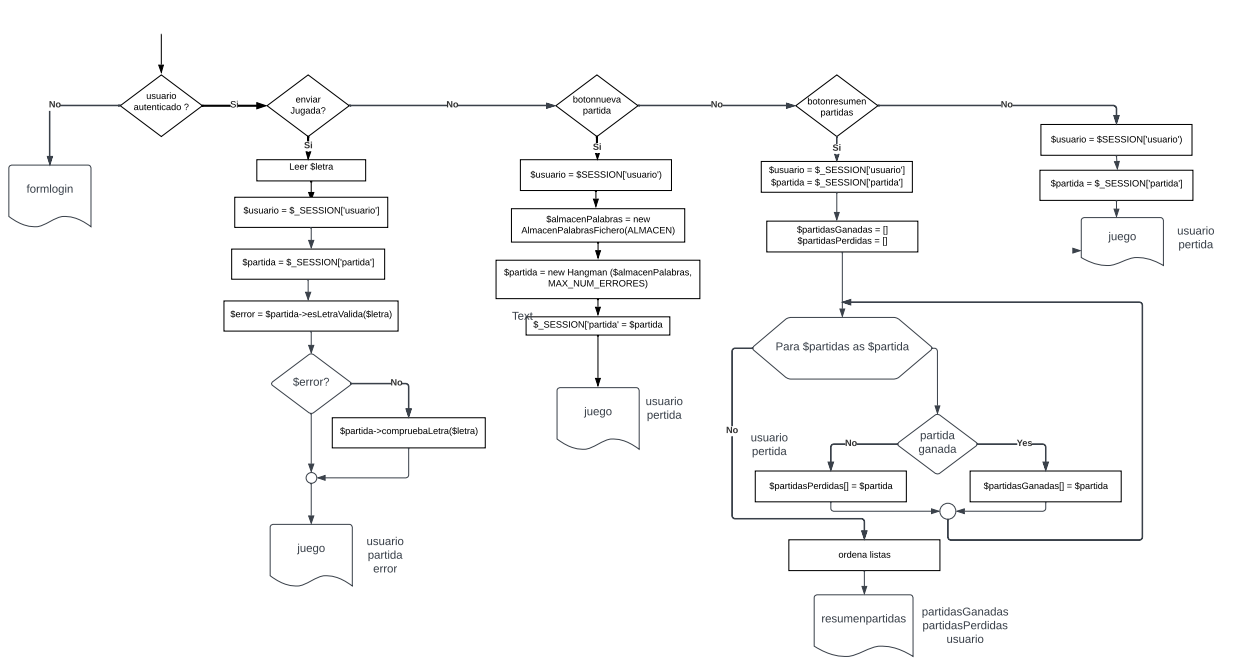 usuario
autenticado ?
No
Si
formlogin
enviar
Jugada?
No
Si
Leer $letra
$usuario = $_SESSION['usuario']
$partida = $_SESSION['partida']
$error = $partida->esLetraValida($letra)
$error?
No
$partida->compruebaLetra($letra)
juego
usuario
partida
error
botonnueva
partida
No
Si
$usuario = $SESSION['usuario')
$almacenPalabras = new
AlmacenPalabrasFichero(ALMACEN)
$partida = new Hangman ($almacenPalabras,
MAX_NUM_ERRORES)
Text
$_SESSION['partida' = $partida
juego
usuario
pertida
botonresumen
partidas
No
Si
$usuario = $_SESSION['usuario']
$partida = $_SESSION['partida']
$partidasGanadas = []
$partidasPerdidas = []
Para $partidas as $partida
No
usuario
pertida
partida
ganada
No
Yes
$partidasPerdidas[] = $partida
$partidasGanadas[] = $partida
ordena listas
resumenpartidas
partidasGanadas
partidasPerdidas
usuario
$usuario = $SESSION['usuario')
$partida = $_SESSION['partida']
juego
usuario
pertida